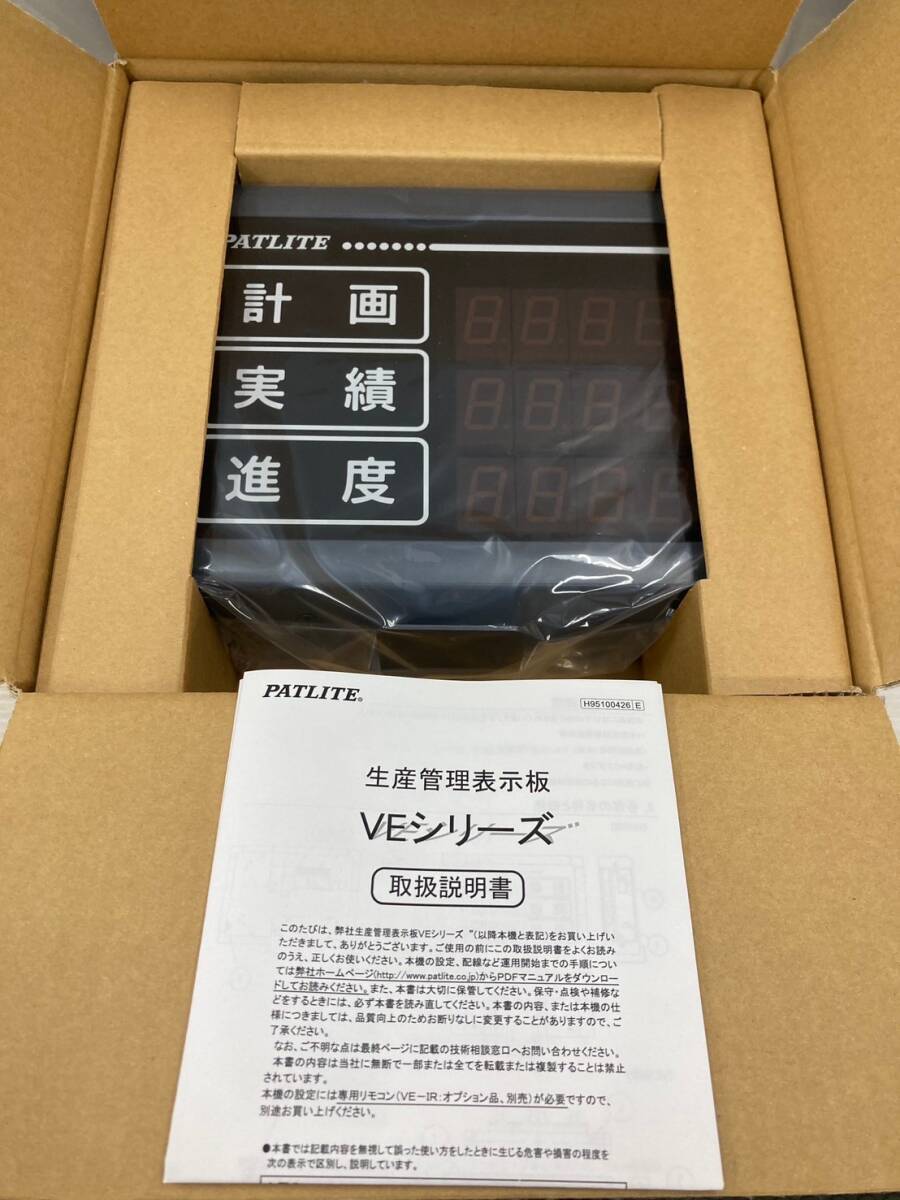 PATLITE
計画
実績
進度
PATLITE®
H95100426 E
生産管理表示板
VEシリーズ
取扱説明書
このたびは、弊社生産管理表示板VEシリーズ "(以降本機と表記)をお買い上げい
ただきまして、ありがとうございます。ご使用の前にこの取扱説明書をよくお読み
のうえ、正しくお使いください。本機の設定、配線など運用開始までの手順につい
ては弊社ホームページ(http://www.patlite.co.jp)からPDFマニュアルをダウンロー
ドしてお読みください。また、本書は大切に保管してください。保守・点検や補修な
どをするときには、必ず本書を読み直してください。本書の内容、または本機の仕
様につきましては、品質向上のためお断りなしに変更することがありますので、ご
了承ください。
なお、ご不明な点は最終ページに記載の技術相談窓口へお問い合わせください。
本書の内容は当社に無断で一部または全てを転載または複製することは禁止
されています。
本機の設定には専用リモコン(VE-IR:オプション品、別売)が必要ですので、
別途お買い上げください。
●本書では記載内容を無視して誤った使い方をしたときに生じる危害や損害の程度を
次の表示で区別し、説明しています。